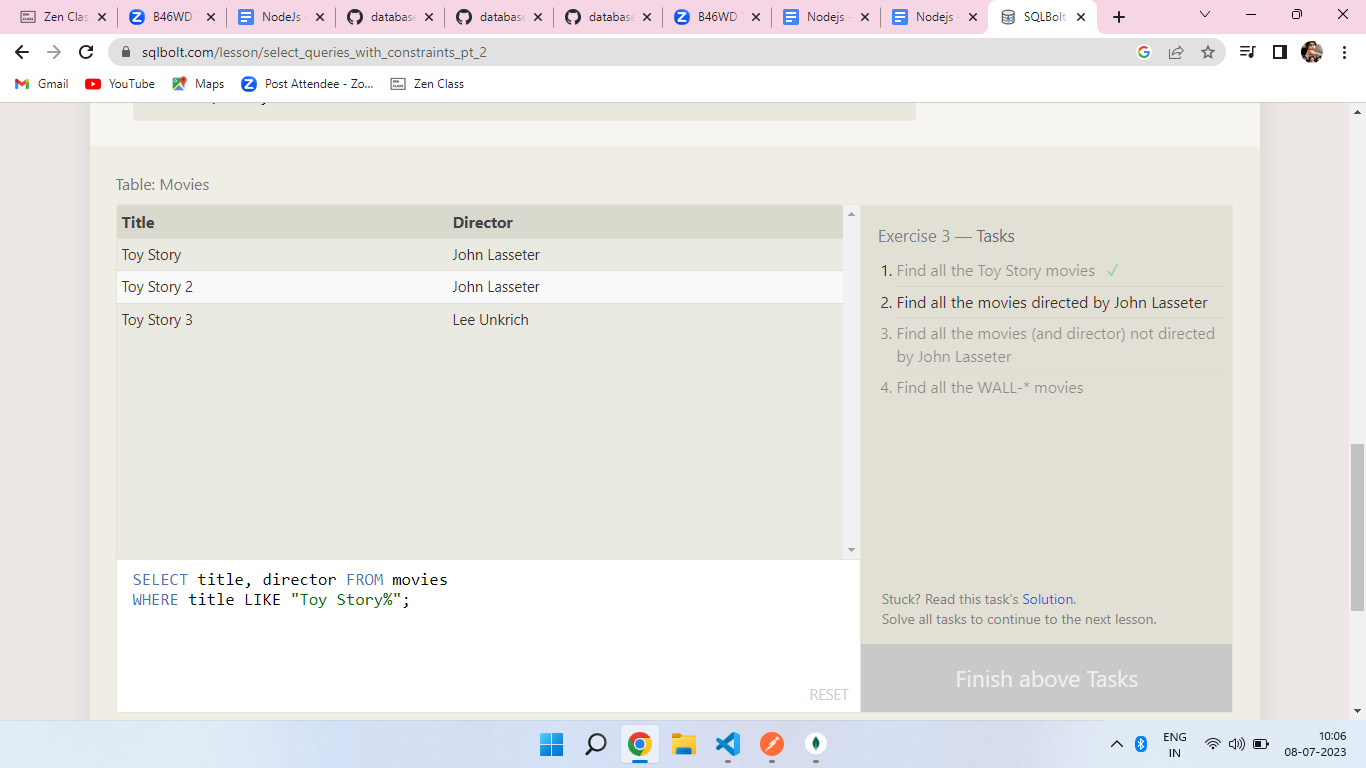 Zen Clas
B46WD
NodeJs -
database
database
database
B46WD
Nodejs -
Nodejs -
SQLBolt
sqlbolt.com/lesson/select_queries_with_constraints_pt_2
Gmail
YouTube
Maps
Post Attendee - Zo...
Zen Class
Table: Movies
Title Director
Toy Story John Lasseter
Toy Story 2 John Lasseter
Toy Story 3 Lee Unkrich
Exercise 3 — Tasks
1. Find all the Toy Story movies ✓
2. Find all the movies directed by John Lasseter
3. Find all the movies (and director) not directed
by John Lasseter
4. Find all the WALL-* movies
SELECT title, director FROM movies
WHERE title LIKE "Toy Story%";
RESET
Stuck? Read this task's Solution.
Solve all tasks to continue to the next lesson.
Finish above Tasks
ENG
IN
10:06
08-07-2023